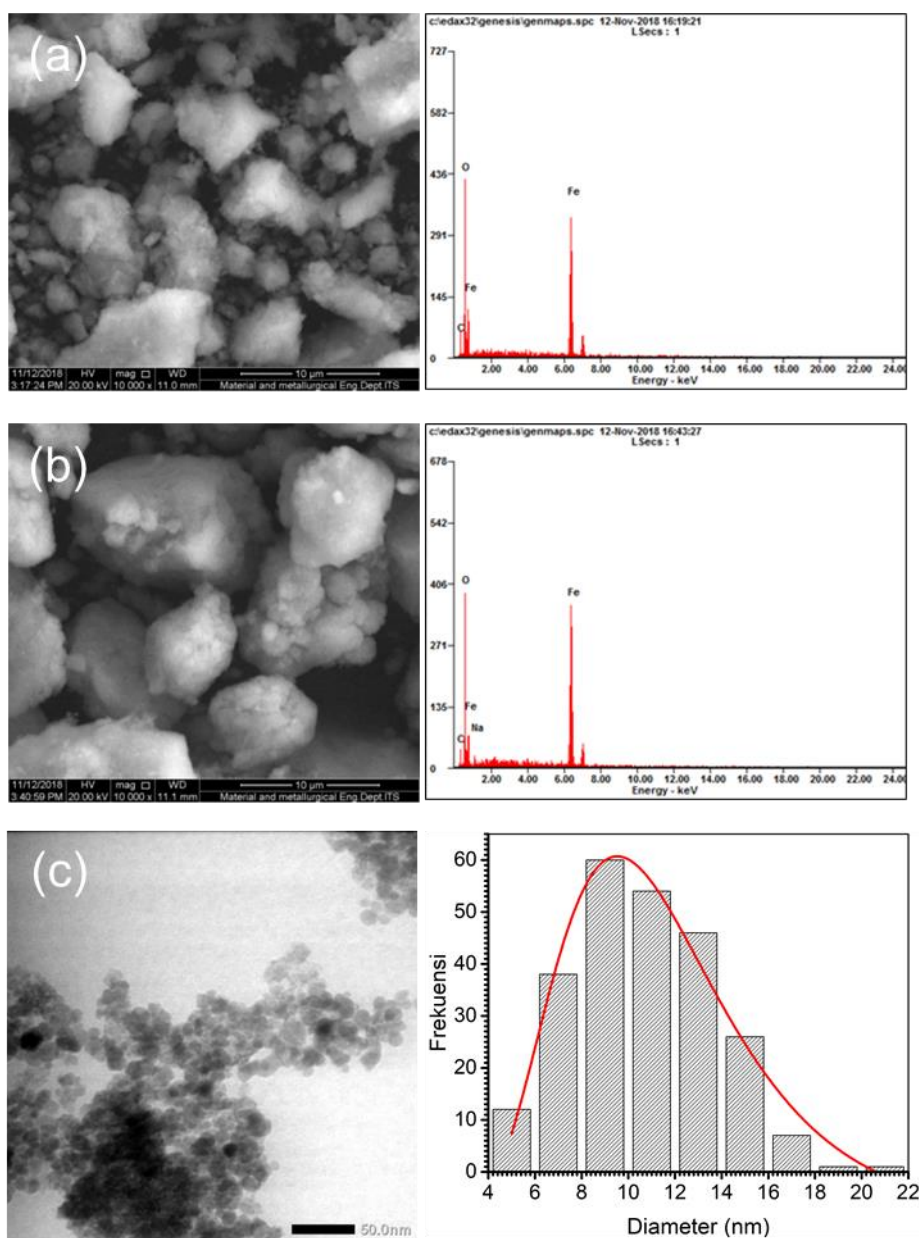 (a)
11/12/2018 HV mag □ WD 10 µm
3:17:24 PM 20.00 kV 10 000 x 11.0 mm Material and metallurgical Eng Dept.ITS
c:\edax32\genesis\genmaps.spc 12-Nov-2018 16:19:21
LSecs : 1
727
582
436
291
145
0
O
Fe
C
Fe
2.00 4.00 6.00 8.00 10.00 12.00 14.00 16.00 18.00 20.00 22.00 24.00
Energy - keV
(b)
11/12/2018 HV mag □ WD 10 µm
3:40:59 PM 20.00 kV 10 000 x 11.1 mm Material and metallurgical Eng Dept.ITS
c:\edax32\genesis\genmaps.spc 12-Nov-2018 16:43:27
LSecs : 1
678
542
406
271
135
0
O
Fe
Na
C
Fe
2.00 4.00 6.00 8.00 10.00 12.00 14.00 16.00 18.00 20.00 22.00 24.00
Energy - keV
(c)
50.0nm
Frekuensi
60
50
40
30
20
10
0
4 6 8 10 12 14 16 18 20 22
Diameter (nm)